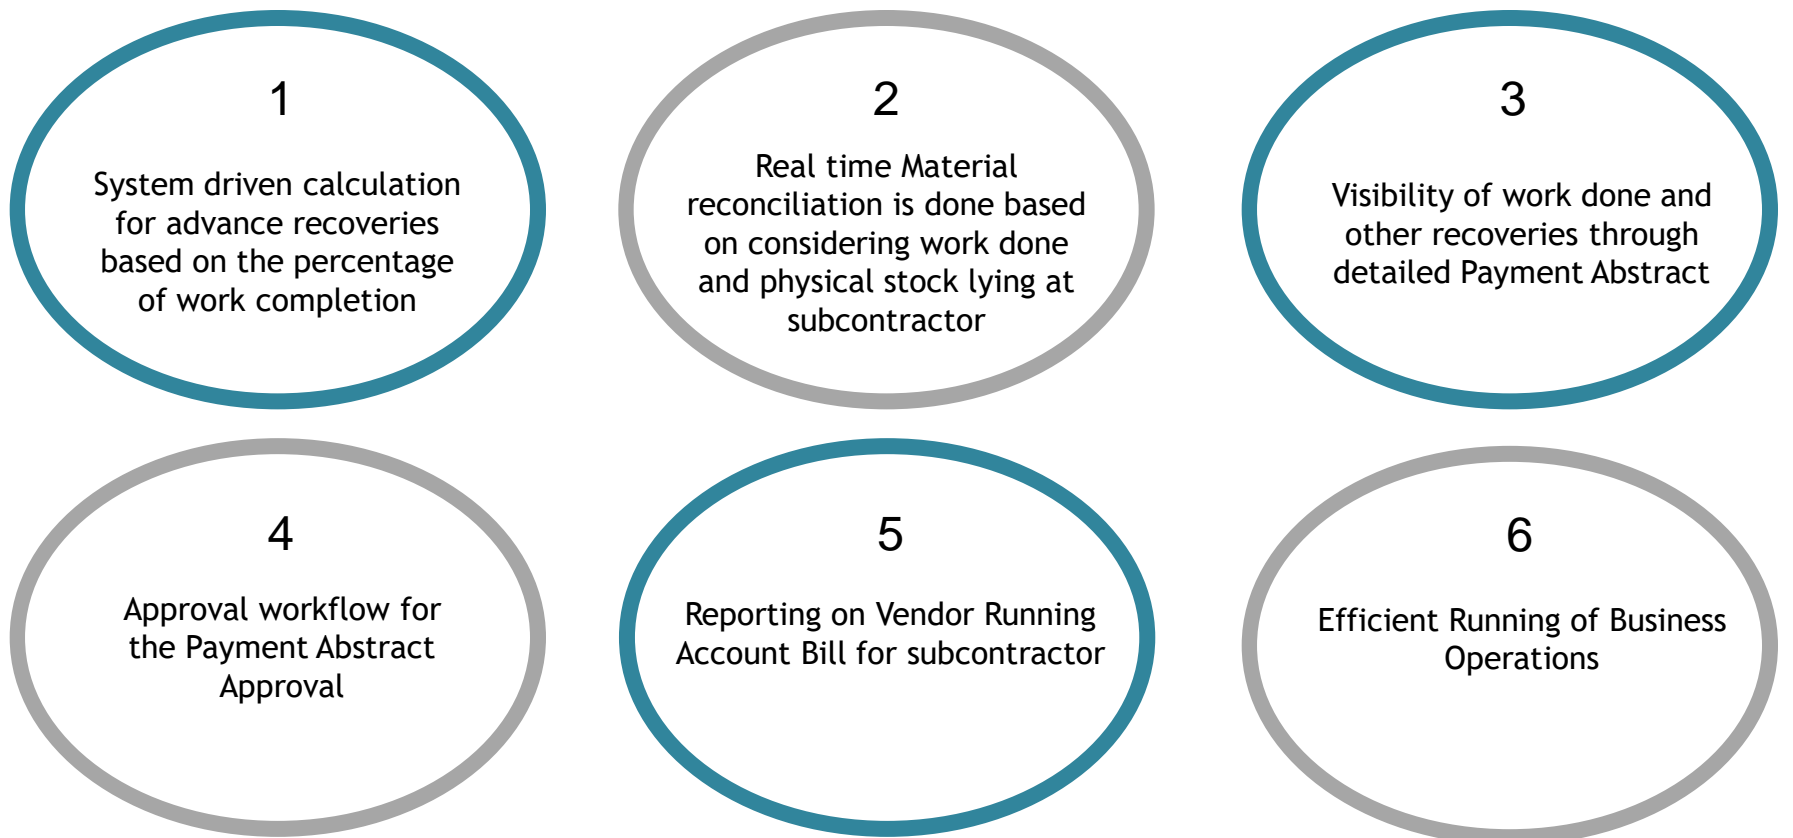 1
System driven calculation
for advance recoveries
based on the percentage
of work completion
2
Real time Material
reconciliation is done based
on considering work done
and physical stock lying at
subcontractor
3
Visibility of work done and
other recoveries through
detailed Payment Abstract
4
Approval workflow for
the Payment Abstract
Approval
5
Reporting on Vendor Running
Account Bill for subcontractor
6
Efficient Running of Business
Operations